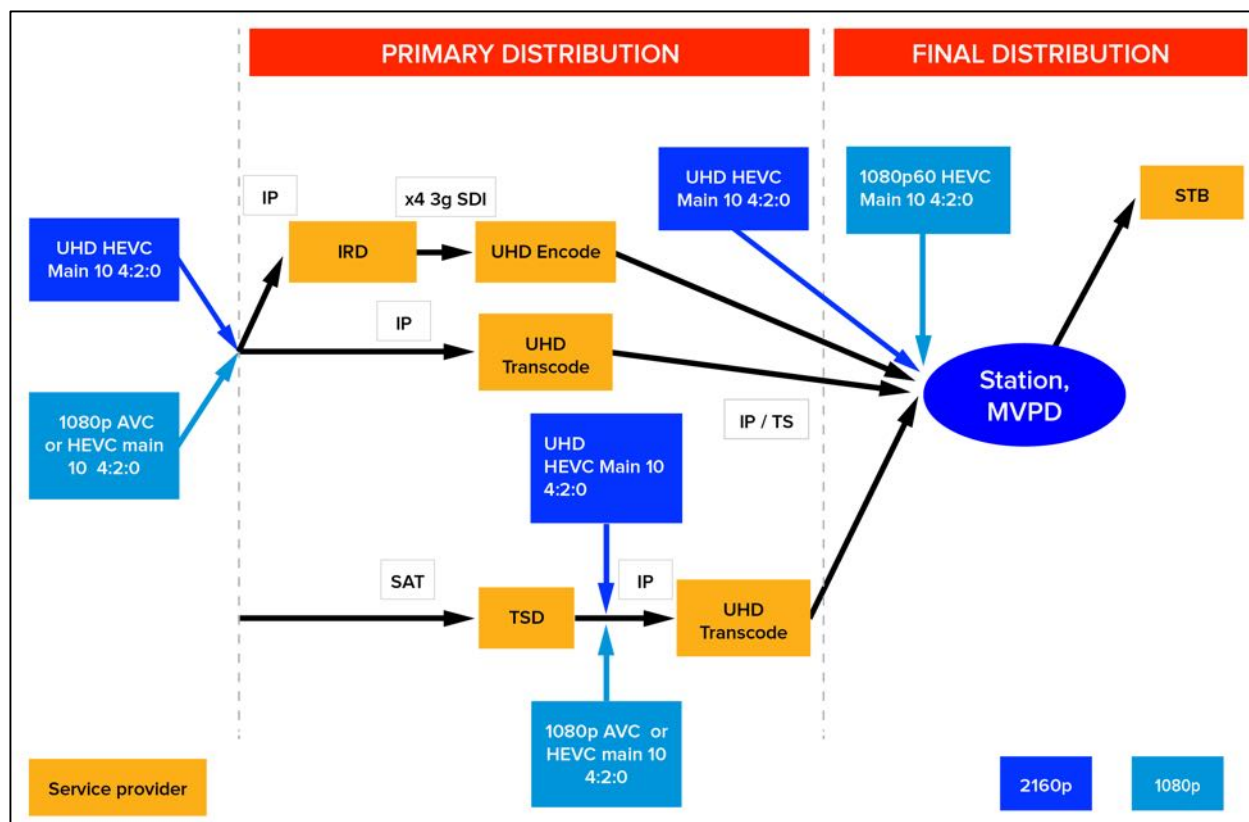 PRIMARY DISTRIBUTION
FINAL DISTRIBUTION
UHD HEVC
Main 10 4:2:0
1080p AVC
or HEVC main
10 4:2:0
IP
IRD
x4 3g SDI
UHD Encode
IP
UHD
Transcode
UHD HEVC
Main 10 4:2:0
1080p60 HEVC
Main 10 4:2:0
STB
Station,
MVPD
IP / TS
UHD
HEVC Main 10
4:2:0
SAT
TSD
IP
UHD
Transcode
1080p AVC or
HEVC main 10
4:2:0
Service provider
2160p
1080p